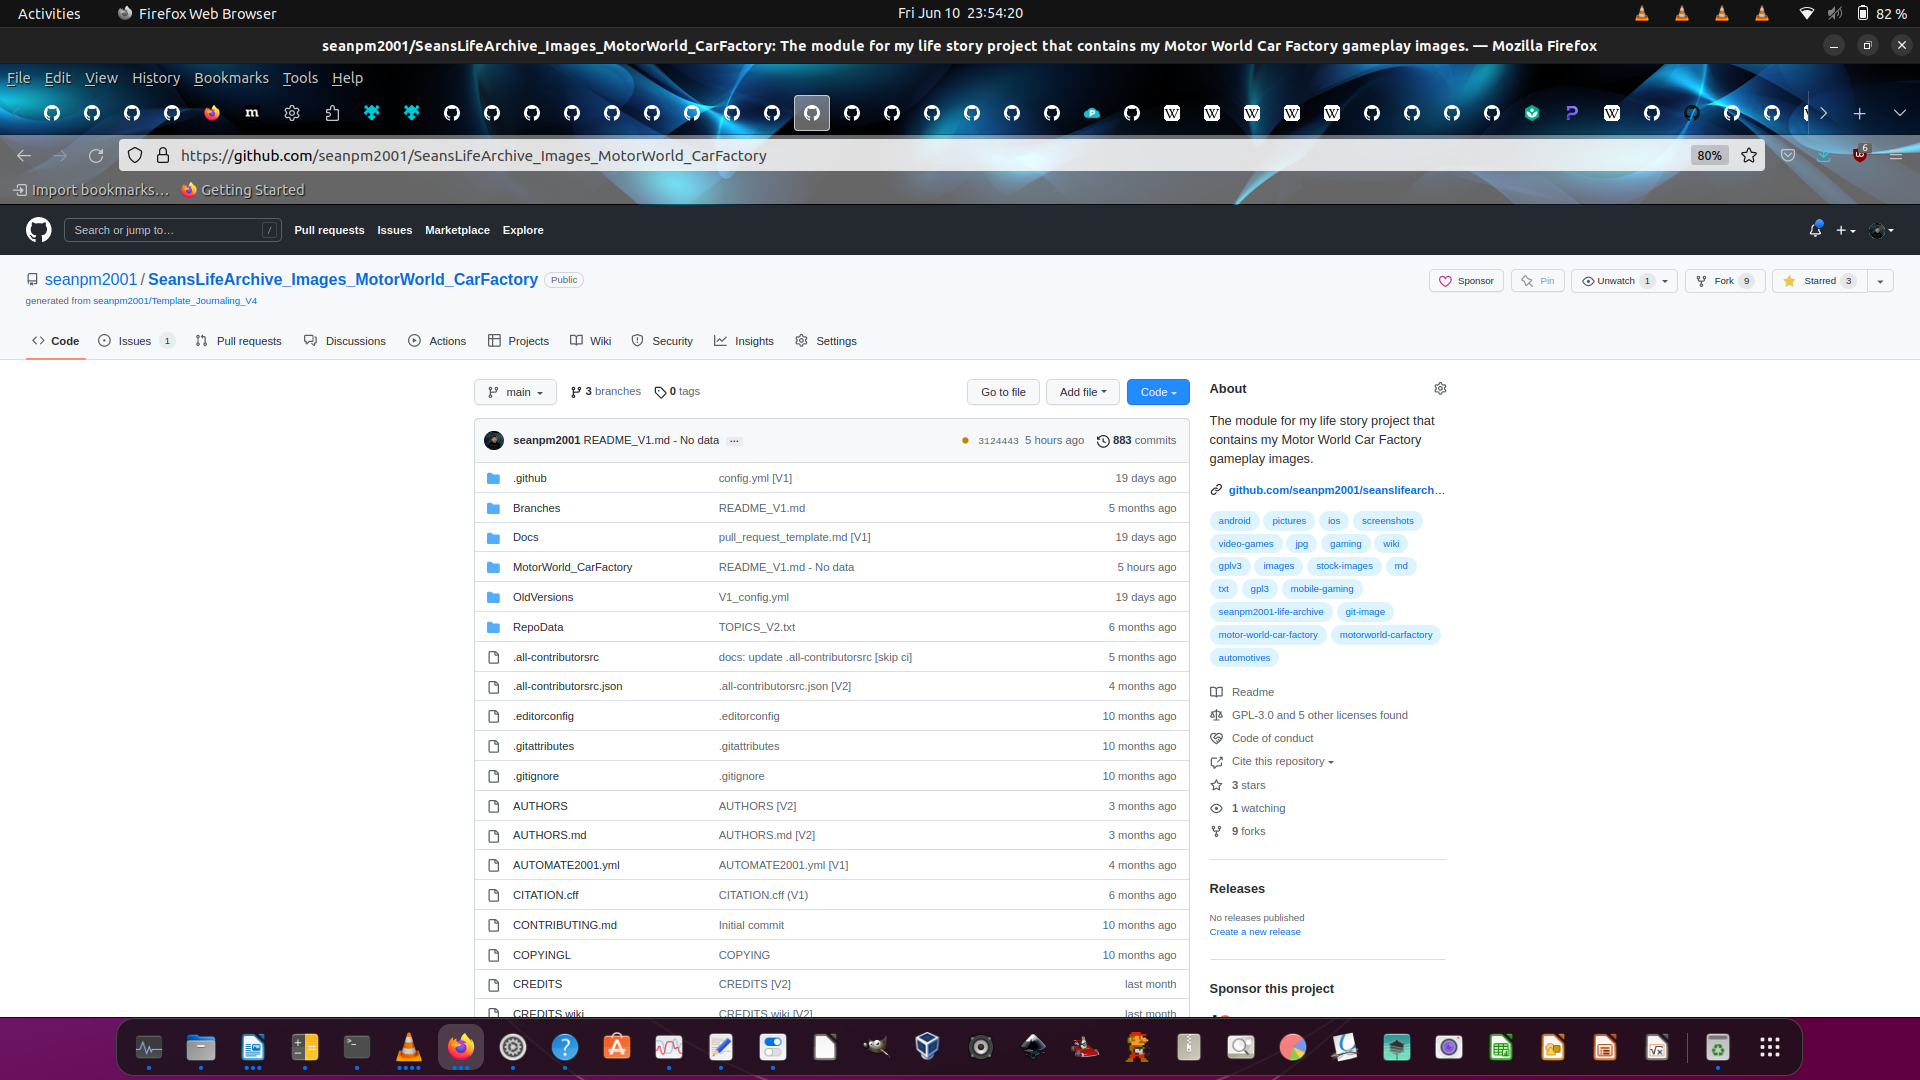 Activities Firefox Web Browser Fri Jun 10 23:54:20 82 %
seanpm2001/SeansLifeArchive_Images_MotorWorld_CarFactory: The module for my life story project that contains my Motor World Car Factory gameplay images. — Mozilla Firefox
File Edit View History Bookmarks Tools Help
https://github.com/seanpm2001/SeansLifeArchive_Images_MotorWorld_CarFactory 80% 6
Import bookmarks... Getting Started
Search or jump to... / Pull requests Issues Marketplace Explore
seanpm2001 / SeansLifeArchive_Images_MotorWorld_CarFactory Public Sponsor Pin Unwatch 1 Fork 9 Starred 3
generated from seanpm2001/Template_Journaling_V4
Code Issues 1 Pull requests Discussions Actions Projects Wiki Security Insights Settings
main 3 branches 0 tags Go to file Add file Code
seanpm2001 README_V1.md - No data ... 3124443 5 hours ago 883 commits
.github config.yml [V1] 19 days ago
Branches README_V1.md 5 months ago
Docs pull_request_template.md [V1] 19 days ago
MotorWorld_CarFactory README_V1.md - No data 5 hours ago
OldVersions V1_config.yml 19 days ago
RepoData TOPICS_V2.txt 6 months ago
.all-contributorsrc docs: update .all-contributorsrc [skip ci] 5 months ago
.all-contributorsrc.json .all-contributorsrc.json [V2] 4 months ago
.editorconfig .editorconfig 10 months ago
.gitattributes .gitattributes 10 months ago
.gitignore .gitignore 10 months ago
AUTHORS AUTHORS [V2] 3 months ago
AUTHORS.md AUTHORS.md [V2] 3 months ago
AUTOMATE2001.yml AUTOMATE2001.yml [V1] 4 months ago
CITATION.cff CITATION.cff (V1) 6 months ago
CONTRIBUTING.md Initial commit 10 months ago
COPYINGL COPYING 10 months ago
CREDITS CREDITS [V2] last month
CREDITS.wiki CREDITS.wiki [V2] last month
About
The module for my life story project that
contains my Motor World Car Factory
gameplay images.
github.com/seanpm2001/seanslifearch...
android pictures ios screenshots
video-games jpg gaming wiki
gplv3 images stock-images md
txt gpl3 mobile-gaming
seanpm2001-life-archive git-image
motor-world-car-factory motorworld-carfactory
automotives
Readme
GPL-3.0 and 5 other licenses found
Code of conduct
Cite this repository
3 stars
1 watching
9 forks
Releases
No releases published
Create a new release
Sponsor this project